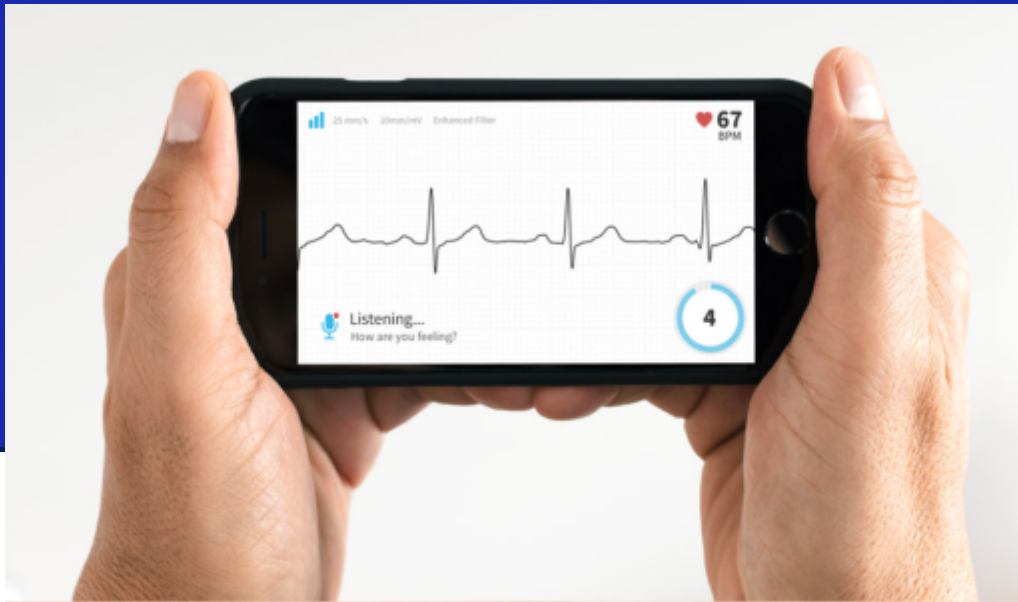 25 mm/s 10mm/mV Enhanced Filter
67
BPM
Listening...
How are you feeling?
4